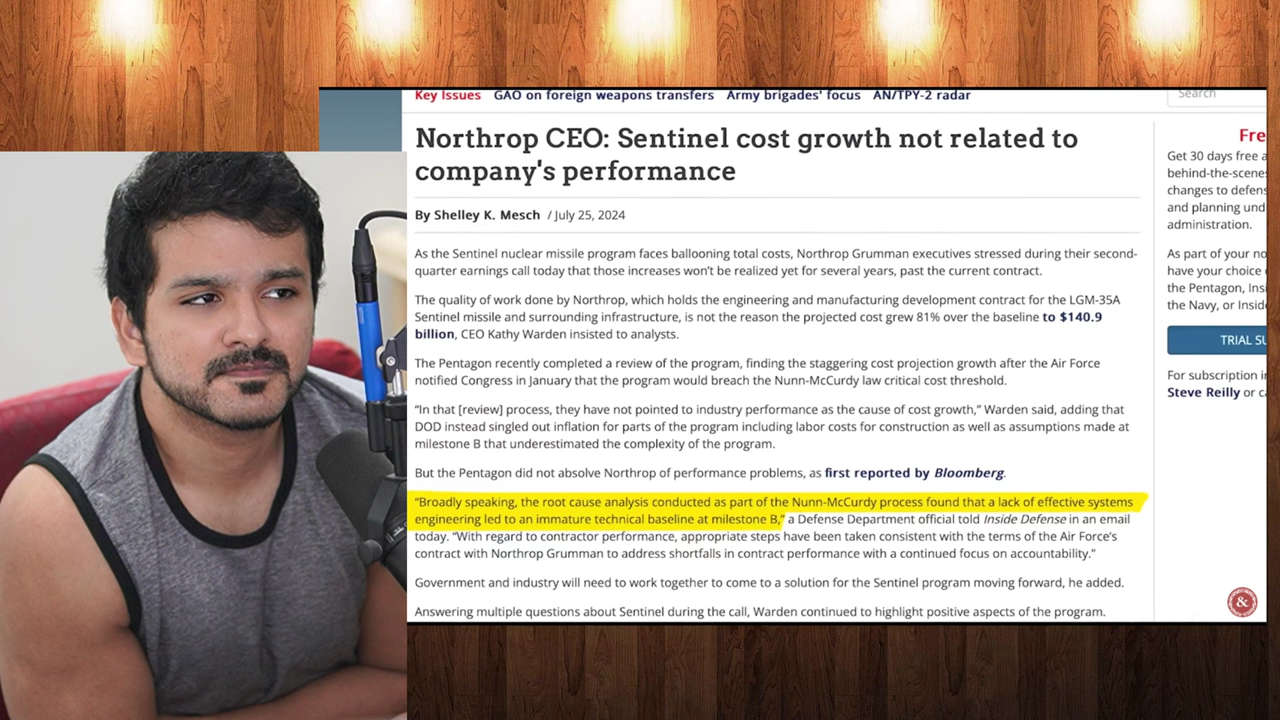 Key Issues GAO on foreign weapons transfers Army brigades' focus AN/TPY-2 radar
Search
Northrop CEO: Sentinel cost growth not related to
company's performance
By Shelley K. Mesch / July 25, 2024
As the Sentinel nuclear missile program faces ballooning total costs, Northrop Grumman executives stressed during their second-
quarter earnings call today that those increases won't be realized yet for several years, past the current contract.
The quality of work done by Northrop, which holds the engineering and manufacturing development contract for the LGM-35A
Sentinel missile and surrounding infrastructure, is not the reason the projected cost grew 81% over the baseline to $140.9
billion, CEO Kathy Warden insisted to analysts.
The Pentagon recently completed a review of the program, finding the staggering cost projection growth after the Air Force
notified Congress in January that the program would breach the Nunn-McCurdy law critical cost threshold.
“In that [review] process, they have not pointed to industry performance as the cause of cost growth,” Warden said, adding that
DOD instead singled out inflation for parts of the program including labor costs for construction as well as assumptions made at
milestone B that underestimated the complexity of the program.
But the Pentagon did not absolve Northrop of performance problems, as first reported by Bloomberg.
“Broadly speaking, the root cause analysis conducted as part of the Nunn-McCurdy process found that a lack of effective systems
engineering led to an immature technical baseline at milestone B,” a Defense Department official told Inside Defense in an email
today. “With regard to contractor performance, appropriate steps have been taken consistent with the terms of the Air Force's
contract with Northrop Grumman to address shortfalls in contract performance with a continued focus on accountability.”
Government and industry will need to work together to come to a solution for the Sentinel program moving forward, he added.
Answering multiple questions about Sentinel during the call, Warden continued to highlight positive aspects of the program.
Fre
Get 30 days free a
behind-the-scene
changes to defens
and planning und
administration.
As part of your no
have your choice
the Pentagon, Insi
the Navy, or Insid
TRIAL SU
For subscription i
Steve Reilly or c
&